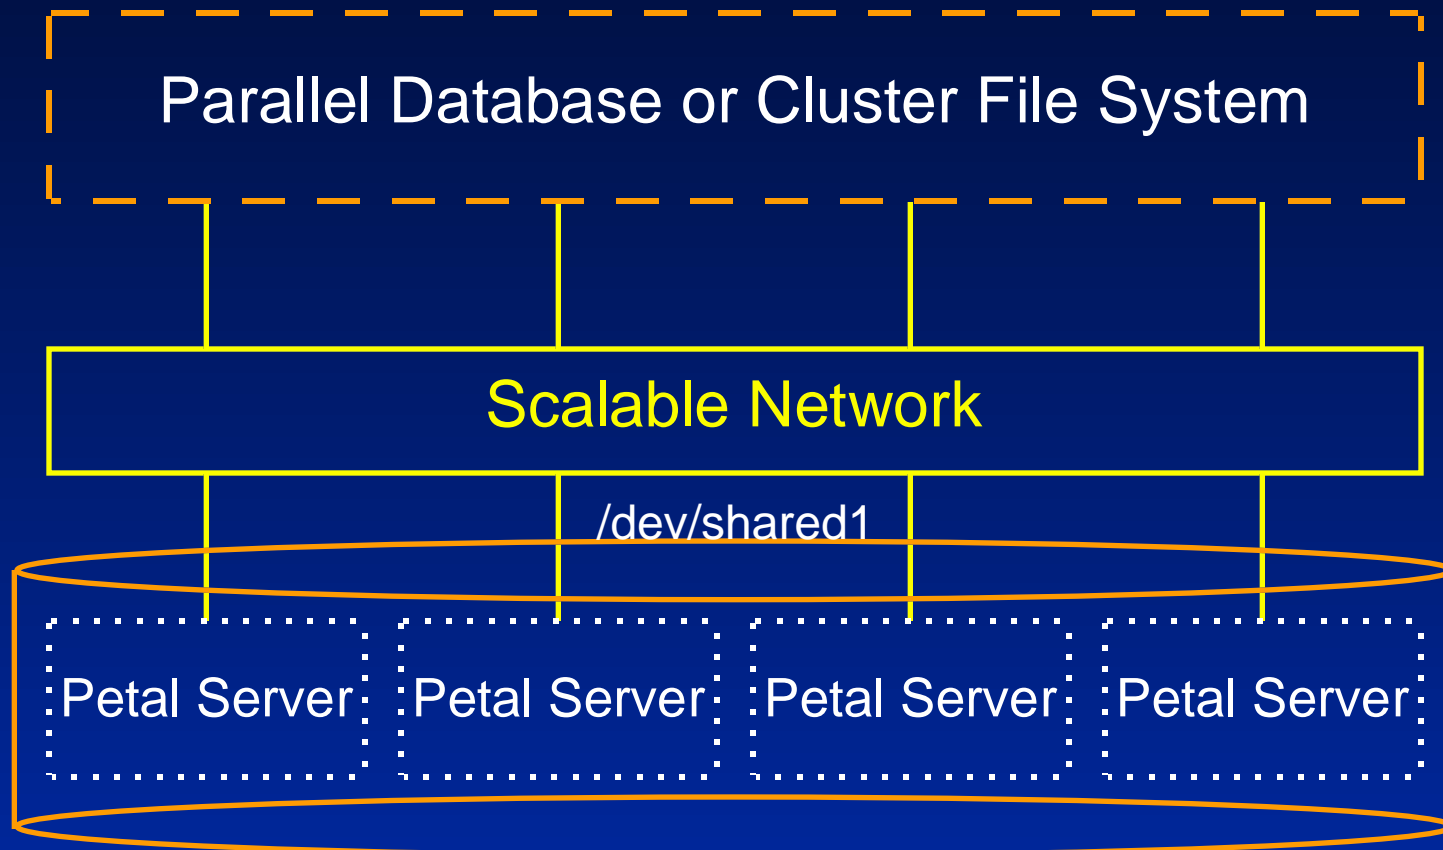 Parallel Database or Cluster File System
Scalable Network
/dev/shared1
Petal Server Petal Server Petal Server Petal Server